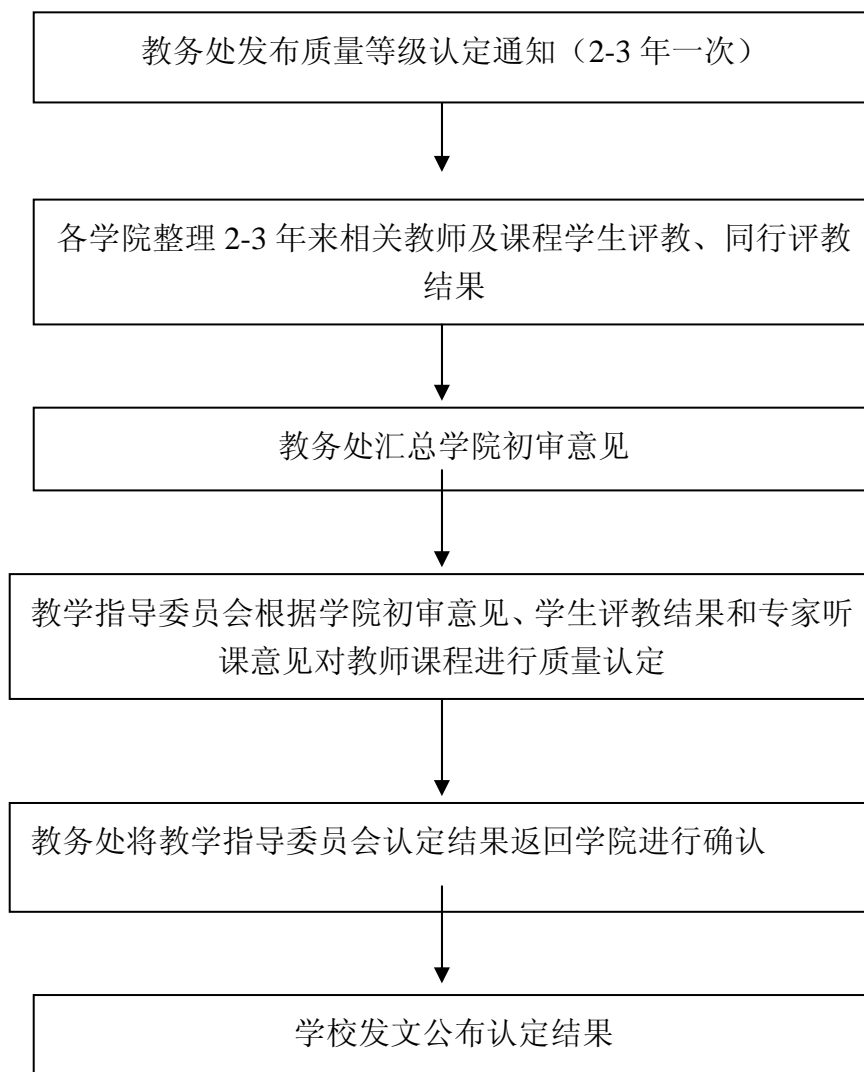 教务处发布质量等级认定通知（2-3 年一次）
各学院整理 2-3 年来相关教师及课程学生评教、同行评教
结果
教务处汇总学院初审意见
教学指导委员会根据学院初审意见、学生评教结果和专家听
课意见对教师课程进行质量认定
教务处将教学指导委员会认定结果返回学院进行确认
学校发文公布认定结果